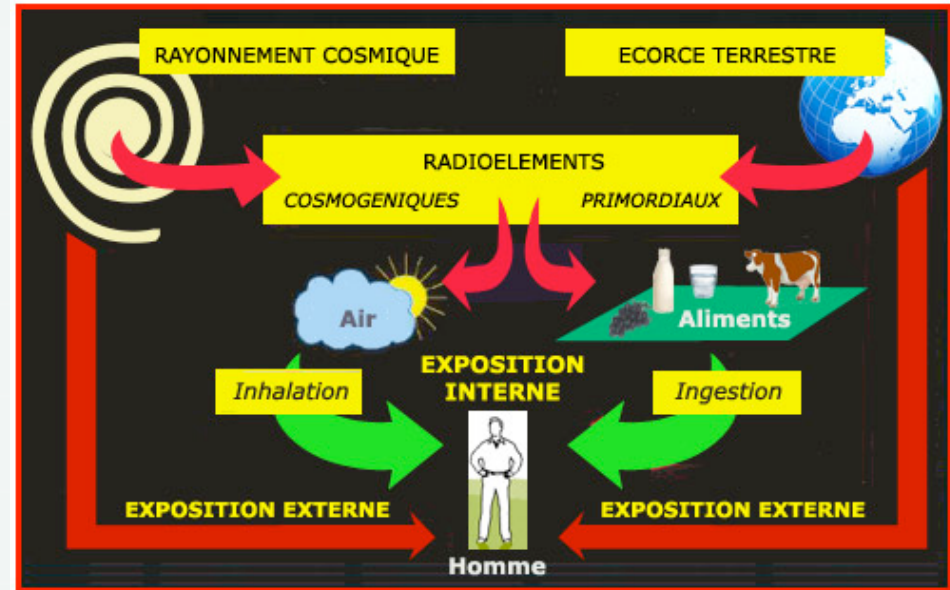 RAYONNEMENT COSMIQUE
ECORCE TERRESTRE
RADIOELEMENTS
COSMOGENIQUES
PRIMORDIAUX
Air
Aliments
EXPOSITION
INTERNE
Inhalation
Ingestion
EXPOSITION EXTERNE
EXPOSITION EXTERNE
Homme